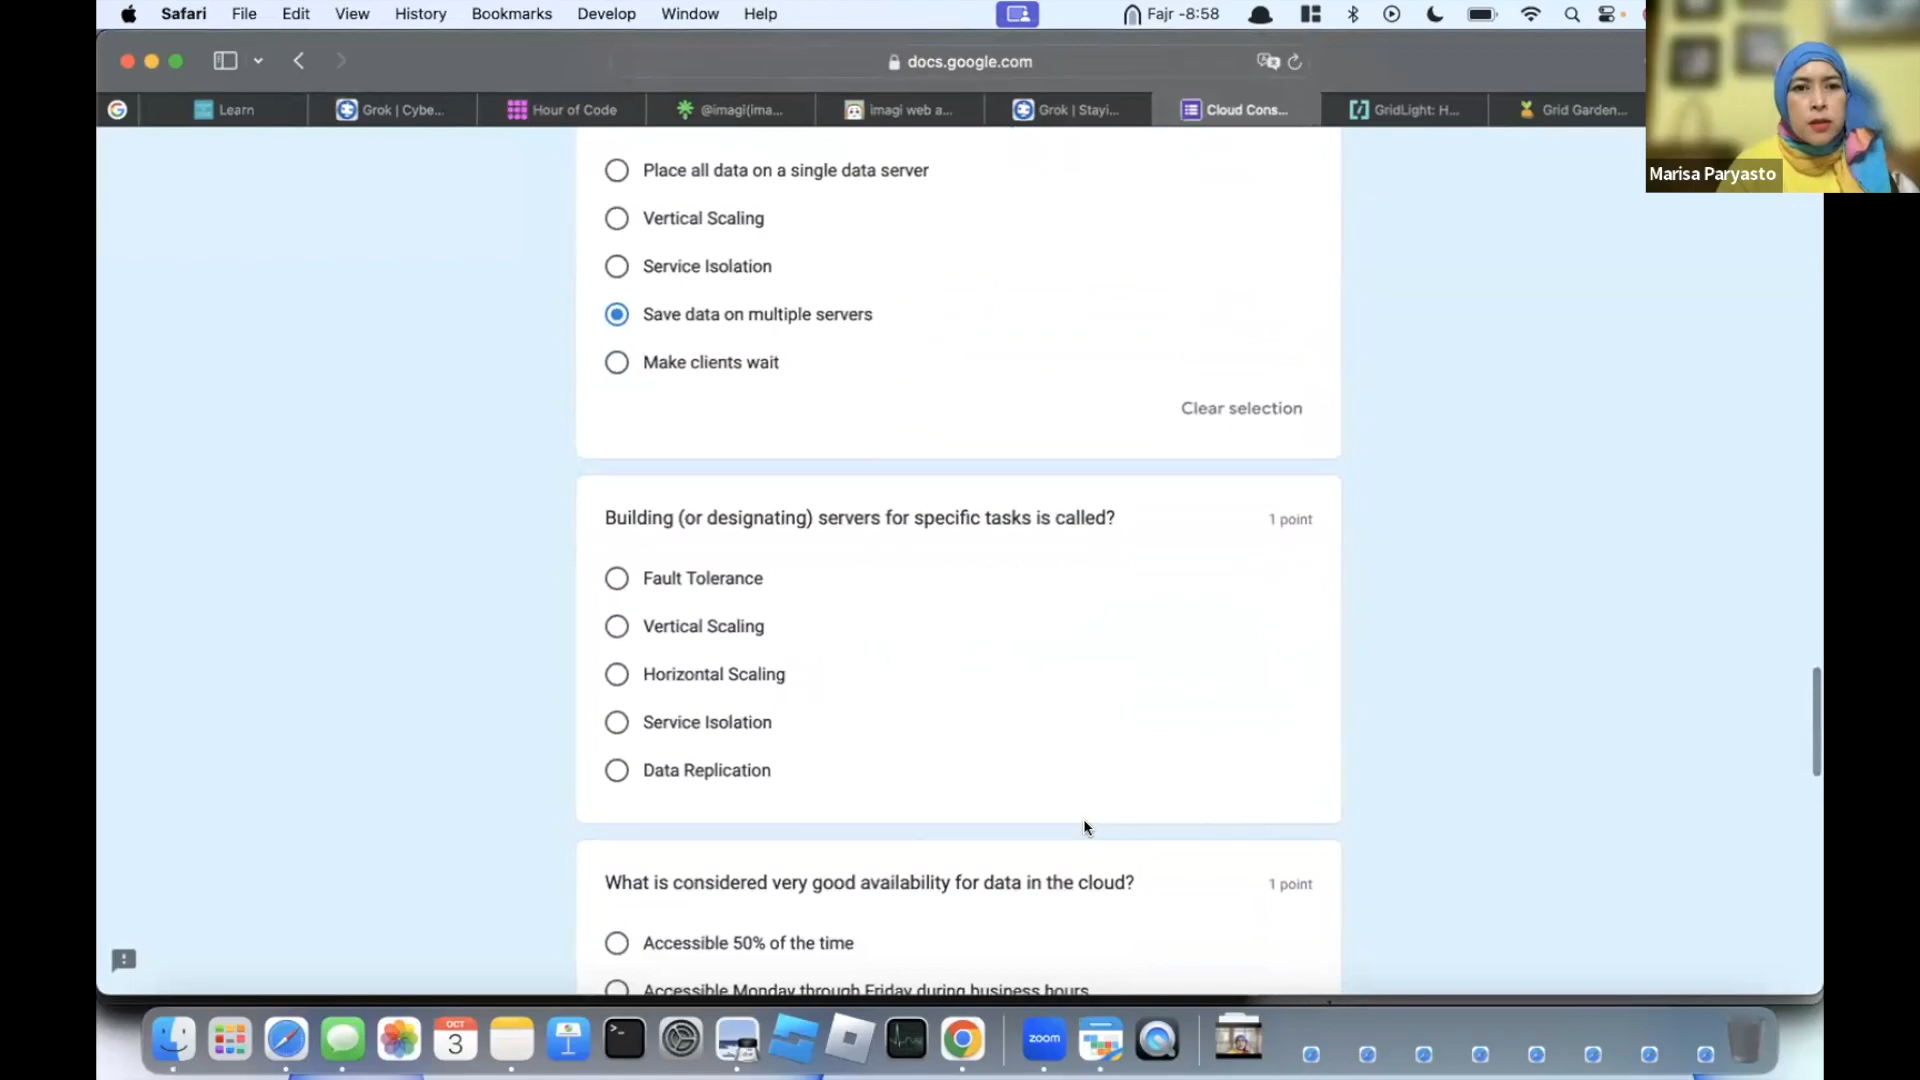 Safari File Edit View History Bookmarks Develop Window Help Fajr -8:58
docs.google.com
Learn Grok | Cybe... Hour of Code @imagi(ima... imagi web a... Grok | Stayi... Cloud Cons... GridLight: H... Grid Garden...
Marisa Paryasto
Place all data on a single data server
Vertical Scaling
Service Isolation
Save data on multiple servers
Make clients wait
Clear selection
Building (or designating) servers for specific tasks is called? 1 point
Fault Tolerance
Vertical Scaling
Horizontal Scaling
Service Isolation
Data Replication
What is considered very good availability for data in the cloud? 1 point
Accessible 50% of the time
Accessible Monday through Friday during business hours
OCT
3
zoom